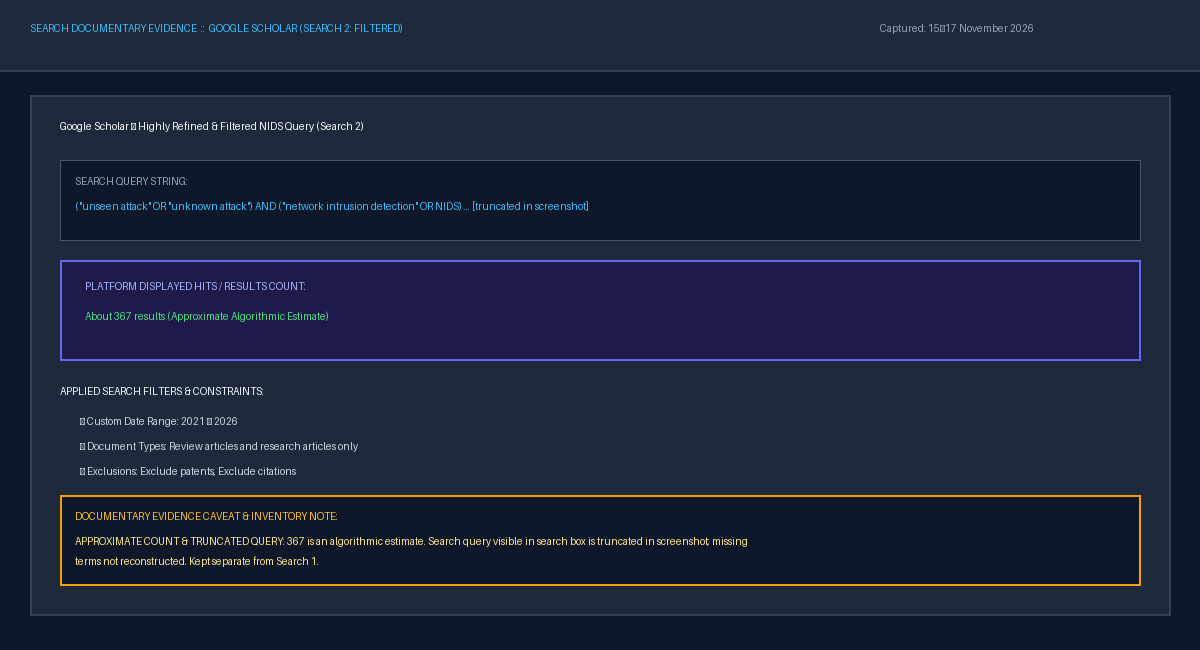 SEARCH DOCUMENTARY EVIDENCE :: GOOGLE SCHOLAR (SEARCH 2: FILTERED)
Captured: 15▯17 November 2026
Google Scholar ▯ Highly Refined & Filtered NIDS Query (Search 2)
SEARCH QUERY STRING:
("unseen attack" OR "unknown attack") AND ("network intrusion detection" OR NIDS) ... [truncated in screenshot]
PLATFORM DISPLAYED HITS / RESULTS COUNT:
About 367 results (Approximate Algorithmic Estimate)
APPLIED SEARCH FILTERS & CONSTRAINTS:
▯ Custom Date Range: 2021 ▯ 2026
▯ Document Types: Review articles and research articles only
▯ Exclusions: Exclude patents, Exclude citations
DOCUMENTARY EVIDENCE CAVEAT & INVENTORY NOTE:
APPROXIMATE COUNT & TRUNCATED QUERY: 367 is an algorithmic estimate. Search query visible in search box is truncated in screenshot; missing
terms not reconstructed. Kept separate from Search 1.